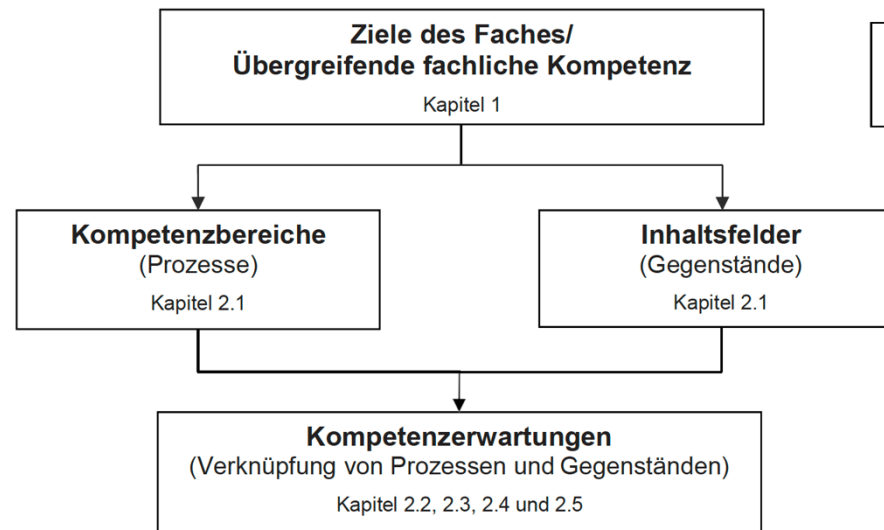 Ziele des Faches/
Übergreifende fachliche Kompetenz
Kapitel 1
Kompetenzbereiche
(Prozesse)
Kapitel 2.1
Inhaltsfelder
(Gegenstände)
Kapitel 2.1
Kompetenzerwartungen
(Verknüpfung von Prozessen und Gegenständen)
Kapitel 2.2, 2.3, 2.4 und 2.5